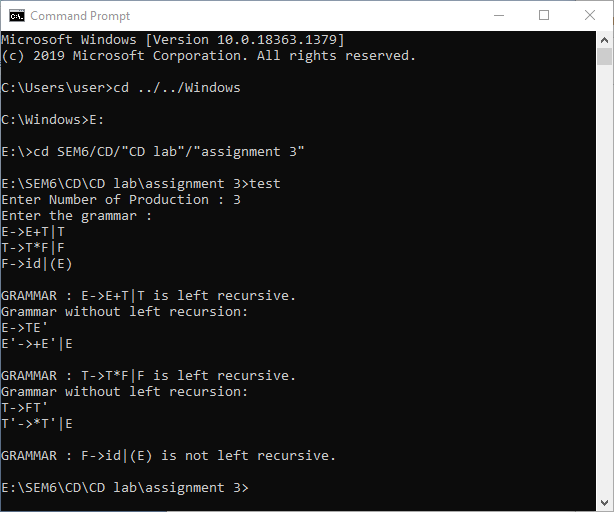 Command Prompt
Microsoft Windows [Version 10.0.18363.1379]
(c) 2019 Microsoft Corporation. All rights reserved.
C:\Users\user>cd ../../Windows
C:\Windows>E:
E:\>cd SEM6/CD/"CD lab"/"assignment 3"
E:\SEM6\CD\CD lab\assignment 3>test
Enter Number of Production : 3
Enter the grammar :
E->E+T|T
T->T*F|F
F->id|(E)
GRAMMAR : E->E+T|T is left recursive.
Grammar without left recursion:
E->TE'
E'->+E'|E
GRAMMAR : T->T*F|F is left recursive.
Grammar without left recursion:
T->FT'
T'->*T'|E
GRAMMAR : F->id|(E) is not left recursive.
E:\SEM6\CD\CD lab\assignment 3>